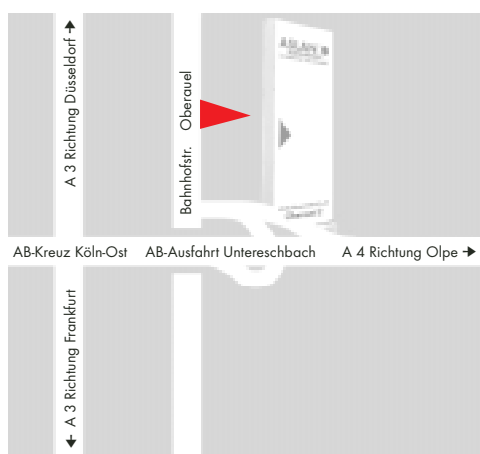 A 3 Richtung Düsseldorf →
Bahnhofstr. Oberauel
AB-Kreuz Köln-Ost AB-Ausfahrt Untereschbach A 4 Richtung Olpe →
← A 3 Richtung Frankfurt